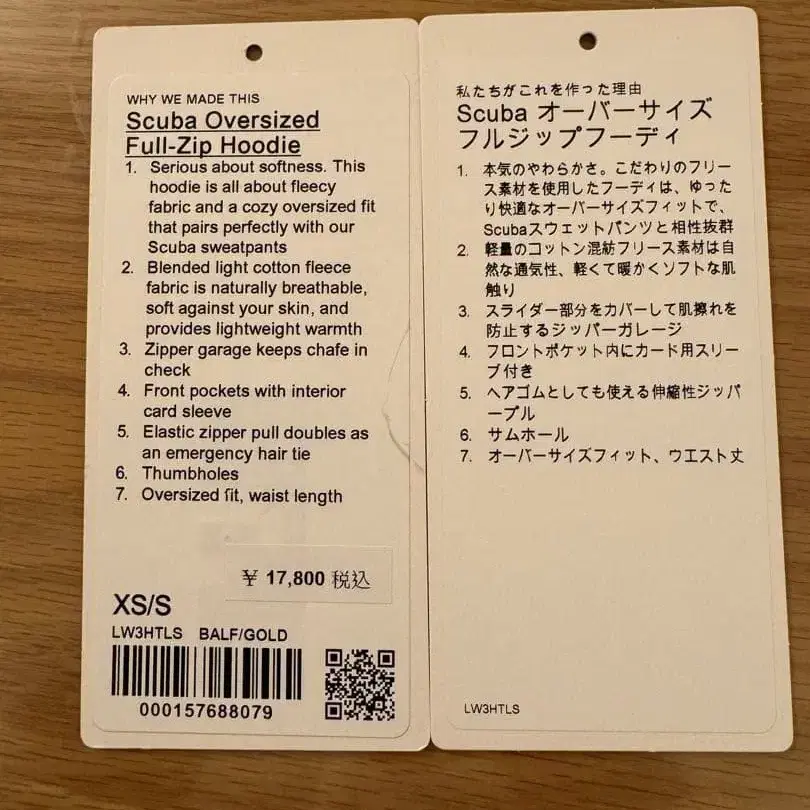 WHY WE MADE THIS
Scuba Oversized
Full-Zip Hoodie
1. Serious about softness. This
hoodie is all about fleecy
fabric and a cozy oversized fit
that pairs perfectly with our
Scuba sweatpants
2. Blended light cotton fleece
fabric is naturally breathable,
soft against your skin, and
provides lightweight warmth
3. Zipper garage keeps chafe in
check
4. Front pockets with interior
card sleeve
5. Elastic zipper pull doubles as
an emergency hair tie
6. Thumbholes
7. Oversized fit, waist length
¥ 17,800 税込
XS/S
LW3HTLS BALF/GOLD
000157688079
私たちがこれを作った理由
Scuba オーバーサイズ
フルジップフーディ
1. 本気のやわらかさ。こだわりのフリー
ス素材を使用したフーディは、ゆった
り快適なオーバーサイズフィットで、
Scubaスウェットパンツと相性抜群
2. 軽量のコットン混紡フリース素材は自
然な通気性、軽くて暖かくソフトな肌
触り
3. スライダー部分をカバーして肌擦れを
防止するジッパーガレージ
4. フロントポケット内にカード用スリー
ブ付き
5. ヘアゴムとしても使える伸縮性ジッパ
ープル
6. サムホール
7. オーバーサイズフィット、ウエスト丈
LW3HTLS